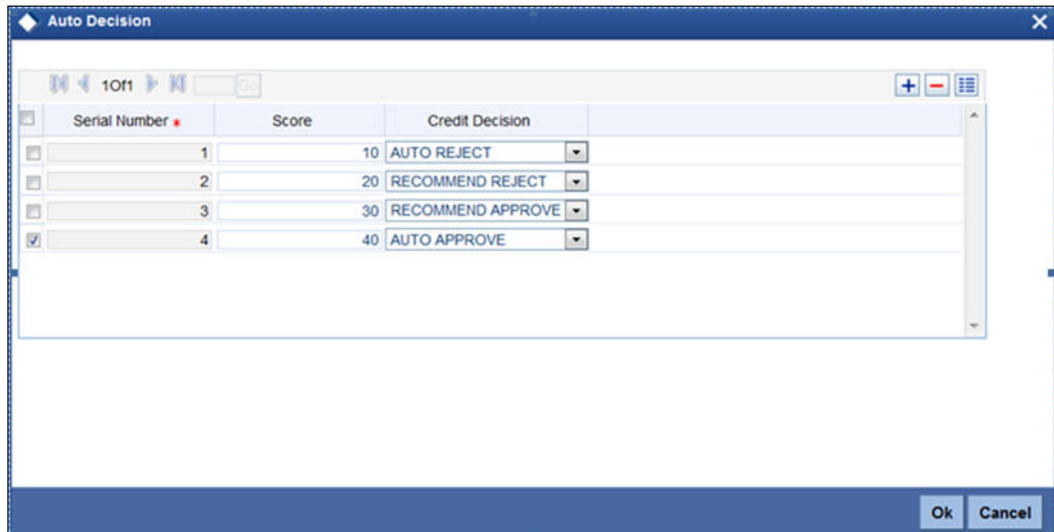 Auto Decision
1Of1 Go
Serial Number * Score Credit Decision
1 10 AUTO REJECT
2 20 RECOMMEND REJECT
3 30 RECOMMEND APPROVE
4 40 AUTO APPROVE
Ok Cancel